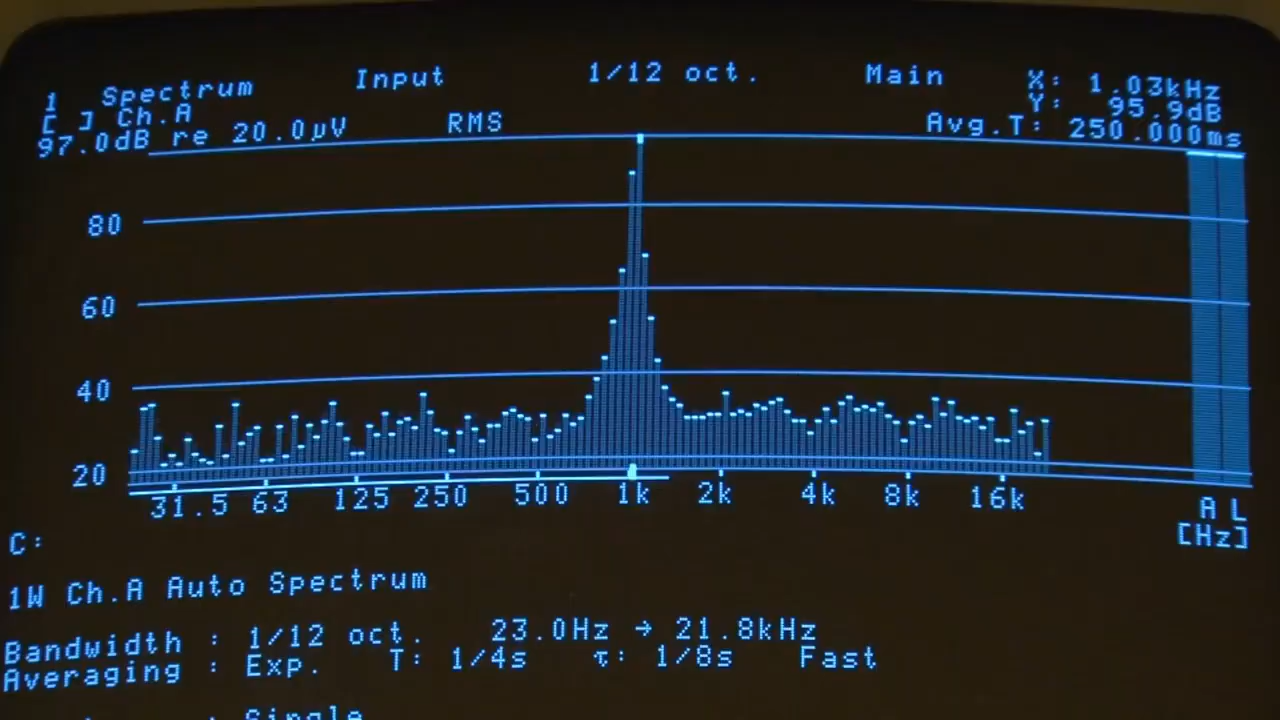 1 Spectrum Input 1/12 oct. Main X: 1.03kHz
[ ] Ch.A Y: 95.9dB
97.0dB re 20.0µV RMS Avg.T: 250.000ms
80
60
40
20
31.5 63 125 250 500 1k 2k 4k 8k 16k A L
[Hz]
C:
1W Ch.A Auto Spectrum
Bandwidth : 1/12 oct. 23.0Hz → 21.8kHz
Averaging : Exp. T: 1/4s τ: 1/8s Fast
: Single